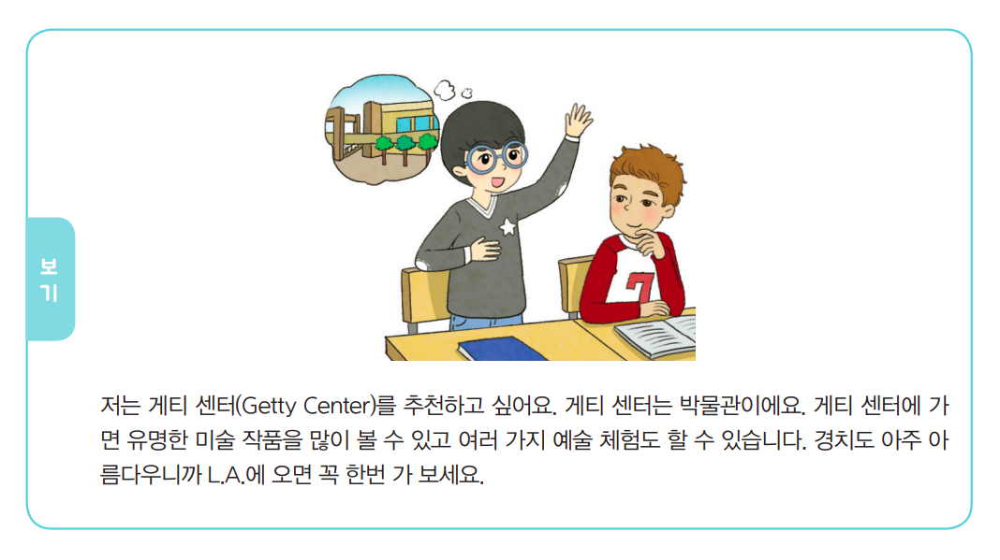 보기
7
저는 게티 센터(Getty Center)를 추천하고 싶어요. 게티 센터는 박물관이에요. 게티 센터에 가
면 유명한 미술 작품을 많이 볼 수 있고 여러 가지 예술 체험도 할 수 있습니다. 경치도 아주 아
름다우니까 L.A.에 오면 꼭 한번 가 보세요.